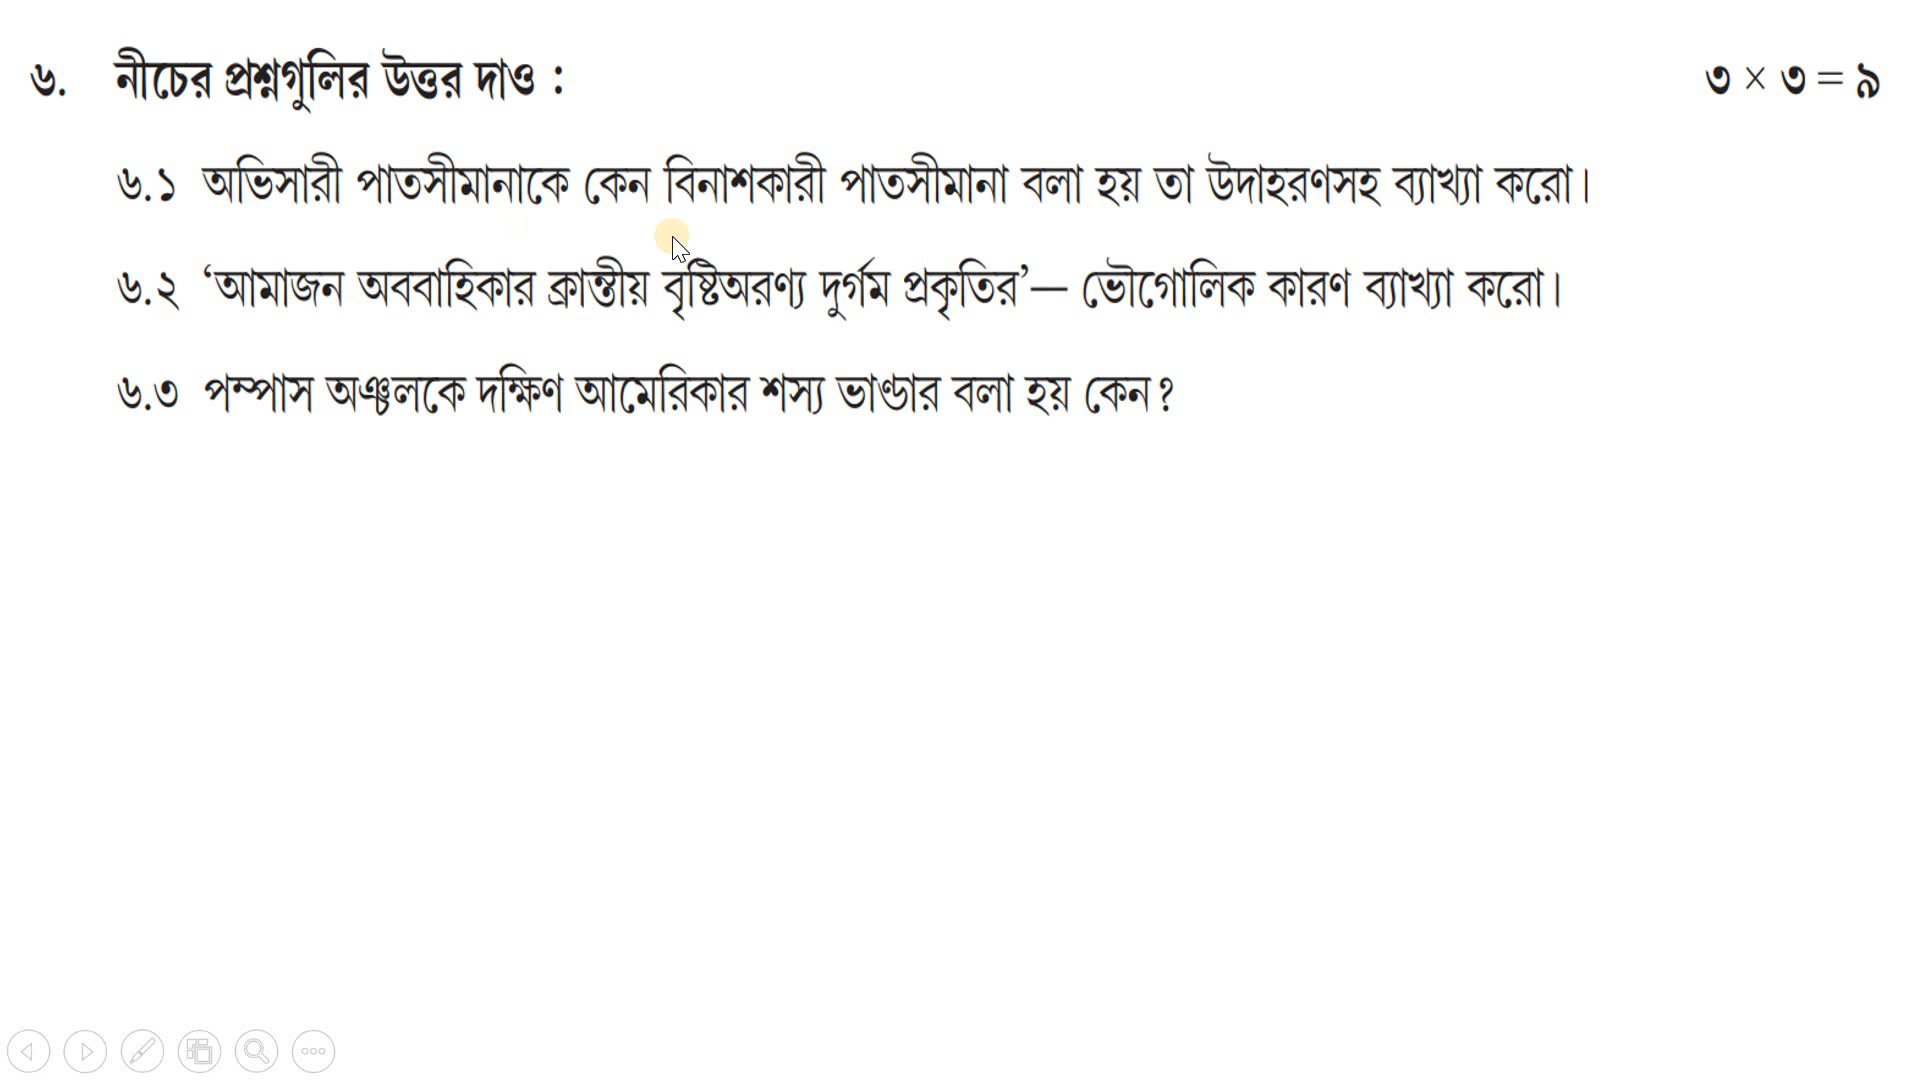 ৬. নীচের প্রশ্নগুলির উত্তর দাও : ৩ × ৩ = ৯
৬.১ অভিসারী পাতসীমানাকে কেন বিনাশকারী পাতসীমানা বলা হয় তা উদাহরণসহ ব্যাখ্যা করো।
৬.২ ‘আমাজন অববাহিকার ক্রান্তীয় বৃষ্টিঅরণ্য দুর্গম প্রকৃতির’— ভৌগোলিক কারণ ব্যাখ্যা করো।
৬.৩ পম্পাস অঞ্চলকে দক্ষিণ আমেরিকার শস্য ভাণ্ডার বলা হয় কেন?